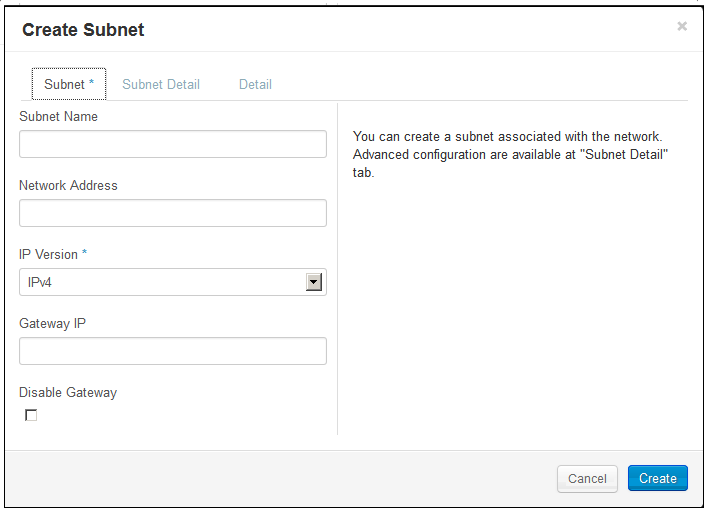 Create Subnet
×
Subnet *
Subnet Detail
Detail
Subnet Name
You can create a subnet associated with the network.
Advanced configuration are available at "Subnet Detail"
tab.
Network Address
IP Version *
IPv4
Gateway IP
Disable Gateway
Cancel
Create